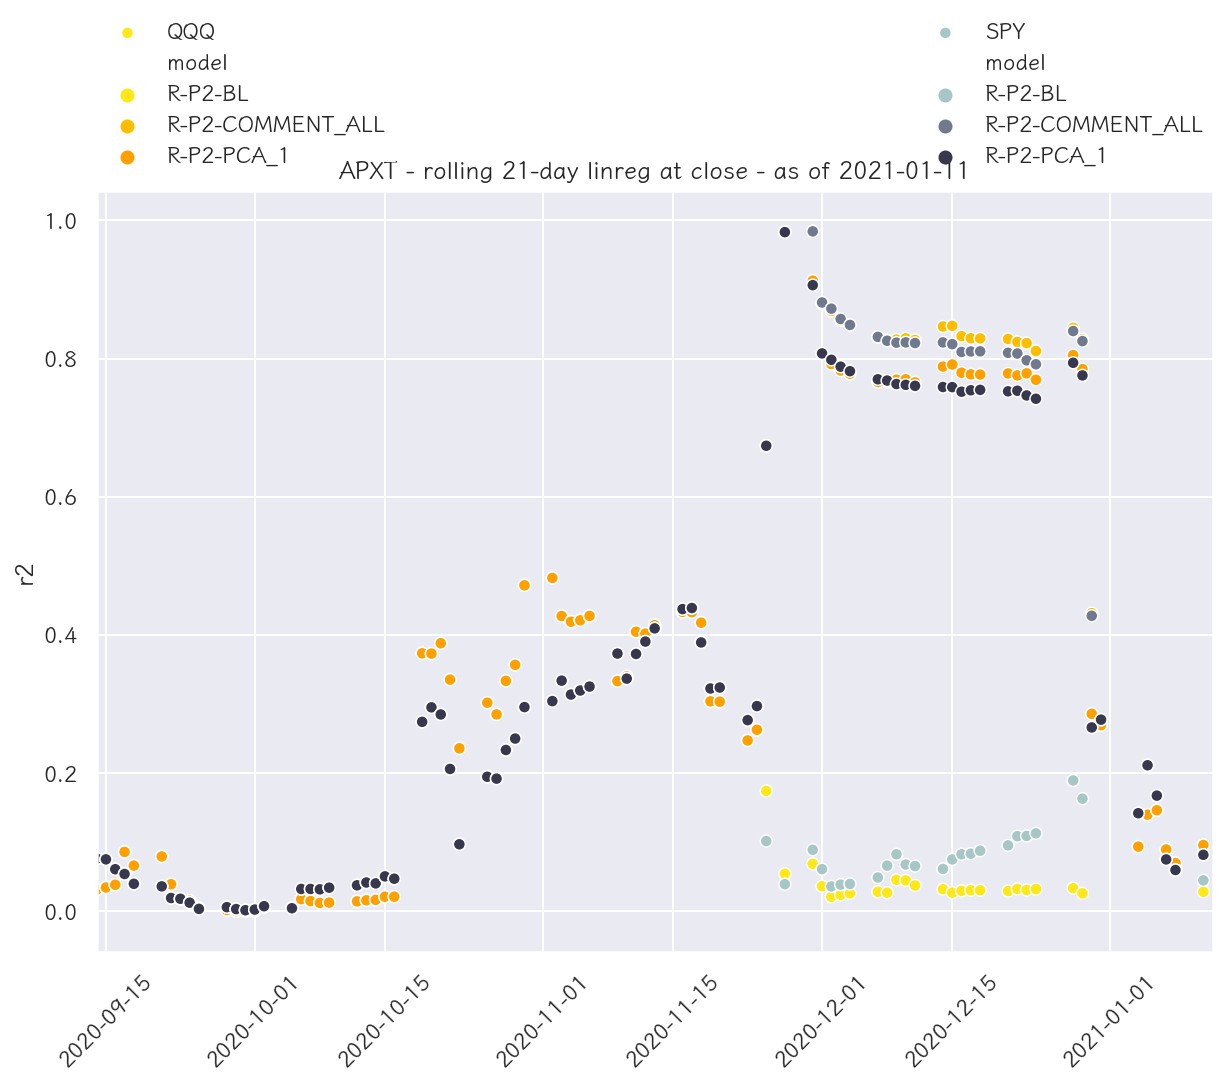 QQQ
model
R-P2-BL
R-P2-COMMENT_ALL
R-P2-PCA_1
SPY
model
R-P2-BL
R-P2-COMMENT_ALL
R-P2-PCA_1
APXT - rolling 21-day linreg at close - as of 2021-01-11
1.0
0.8
0.6
0.4
0.2
0.0
r2
2020-09-15
2020-10-01
2020-10-15
2020-11-01
2020-11-15
2020-12-01
2020-12-15
2021-01-01